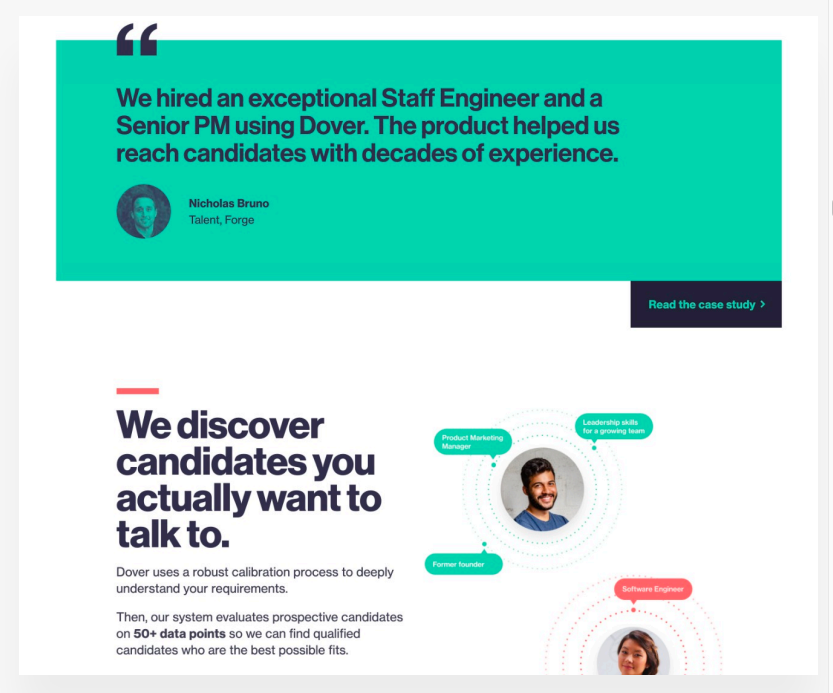 “
We hired an exceptional Staff Engineer and a
Senior PM using Dover. The product helped us
reach candidates with decades of experience.
Nicholas Bruno
Talent, Forge
Read the case study >
We discover
candidates you
actually want to
talk to.
Dover uses a robust calibration process to deeply
understand your requirements.
Then, our system evaluates prospective candidates
on 50+ data points so we can find qualified
candidates who are the best possible fits.
Leadership skills
for a growing team
Product Marketing
Manager
Former founder
Software Engineer